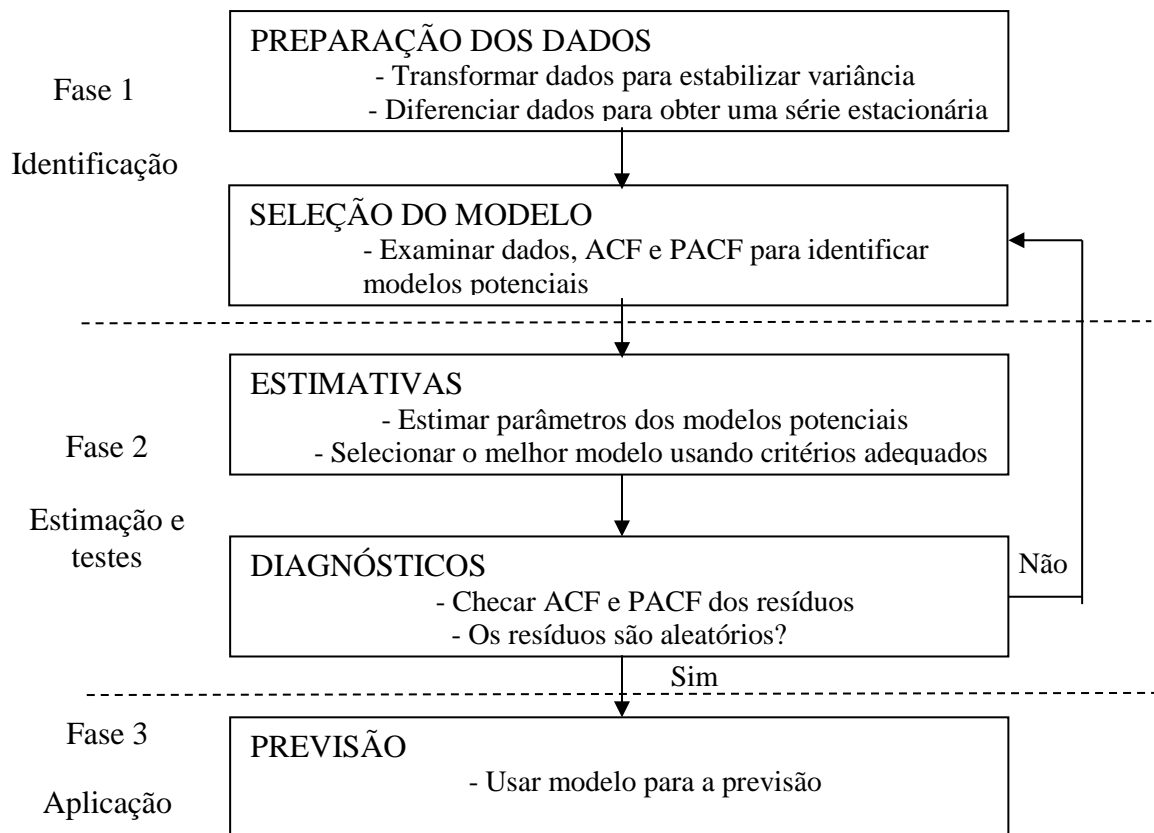 PREPARAÇÃO DOS DADOS
- Transformar dados para estabilizar variância
- Diferenciar dados para obter uma série estacionária
Fase 1
Identificação
SELEÇÃO DO MODELO
- Examinar dados, ACF e PACF para identificar
modelos potenciais
ESTIMATIVAS
- Estimar parâmetros dos modelos potenciais
- Selecionar o melhor modelo usando critérios adequados
Fase 2
Estimação e
testes
DIAGNÓSTICOS
- Checar ACF e PACF dos resíduos
- Os resíduos são aleatórios?
Não
Sim
Fase 3
Aplicação
PREVISÃO
- Usar modelo para a previsão